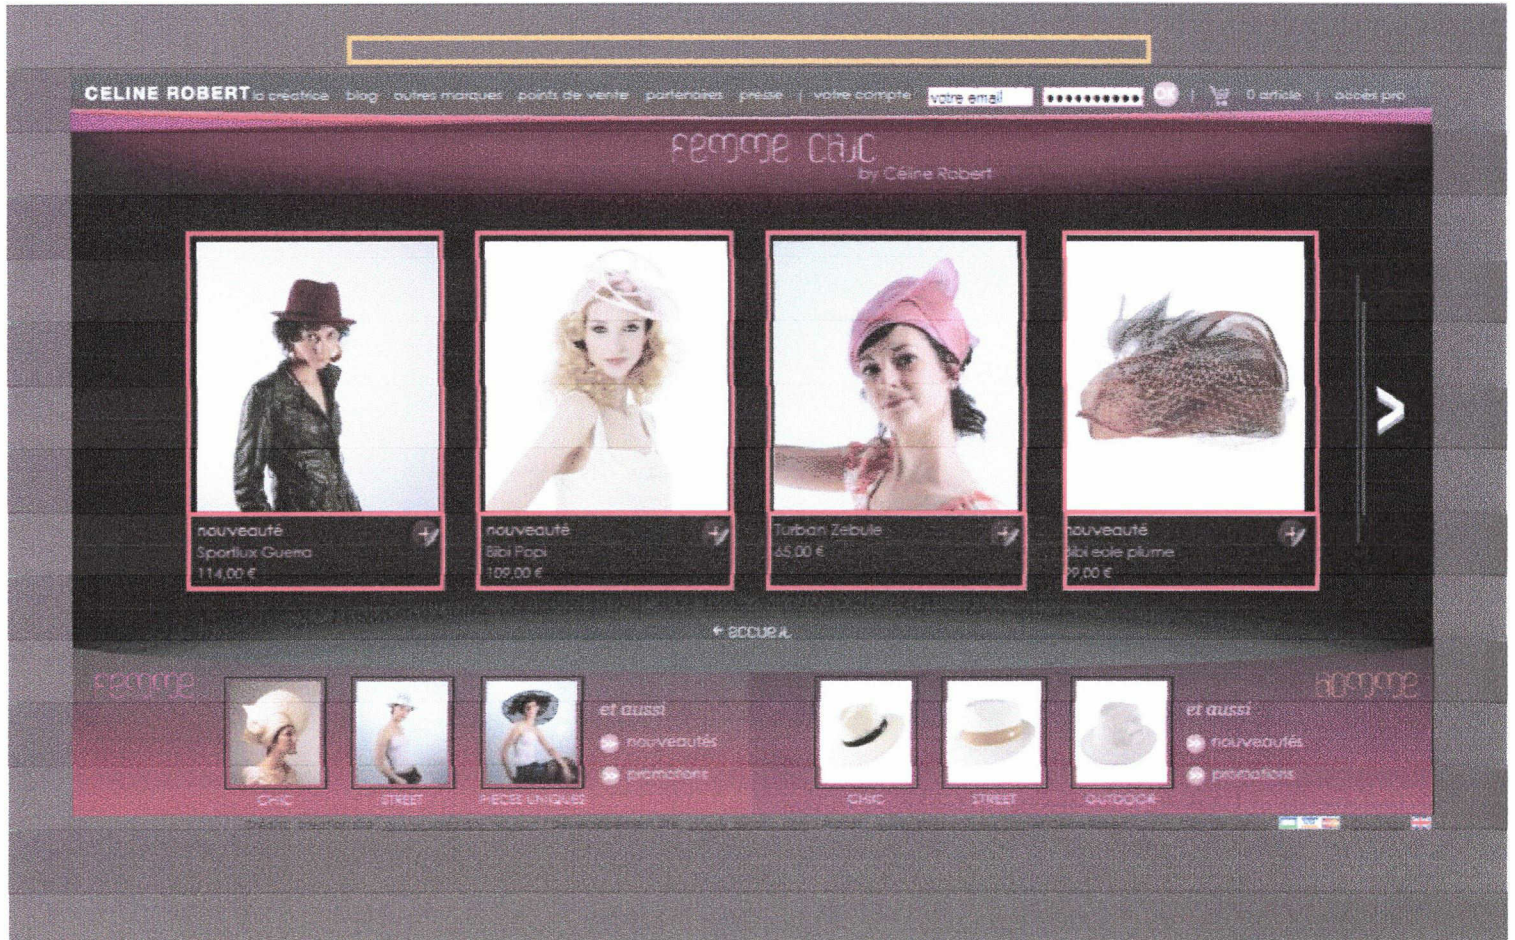 CELINE ROBERT la créatrice blog autres marques points de vente partenaires presse | votre compte votre email •••••••••• OK | 0 article | accès pro
Femme Chic
by Céline Robert
nouveauté
Sportlux Guerra
114,00 €
nouveauté
Bibi Popi
109,00 €
Turban Zebule
65,00 €
nouveauté
Bibi eole plume
99,00 €
← accueil
Femme
CHIC
STREET
PIECES UNIQUES
et aussi
nouveautés
promotions
CHIC
STREET
OUTDOOR
et aussi
nouveautés
promotions
Homme